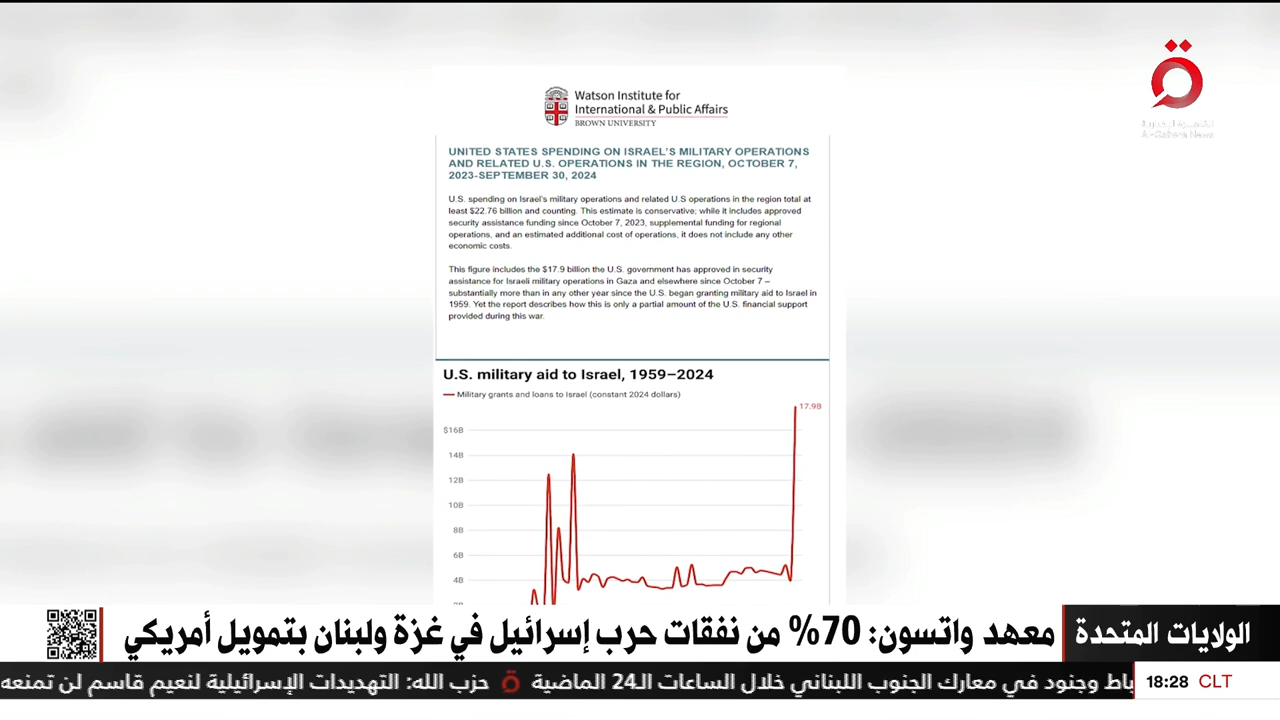 Watson Institute for
International & Public Affairs
BROWN UNIVERSITY
القاهرة الإخبارية
Al-Qahera News
UNITED STATES SPENDING ON ISRAEL'S MILITARY OPERATIONS
AND RELATED U.S. OPERATIONS IN THE REGION, OCTOBER 7,
2023-SEPTEMBER 30, 2024
U.S. spending on Israel's military operations and related U.S operations in the region total at
least $22.76 billion and counting. This estimate is conservative; while it includes approved
security assistance funding since October 7, 2023, supplemental funding for regional
operations, and an estimated additional cost of operations, it does not include any other
economic costs.
This figure includes the $17.9 billion the U.S. government has approved in security
assistance for Israeli military operations in Gaza and elsewhere since October 7 –
substantially more than in any other year since the U.S. began granting military aid to Israel in
1959. Yet the report describes how this is only a partial amount of the U.S. financial support
provided during this war.
U.S. military aid to Israel, 1959–2024
Military grants and loans to Israel (constant 2024 dollars)
17.9B
$16B
14B
12B
10B
8B
6B
4B
الولايات المتحدة
معهد واتسون: 70% من نفقات حرب إسرائيل في غزة ولبنان بتمويل أمريكي
باط وجنود في معارك الجنوب اللبناني خلال الساعات الـ24 الماضية
حزب الله: التهديدات الإسرائيلية لنعيم قاسم لن تمنعه
18:28 CLT